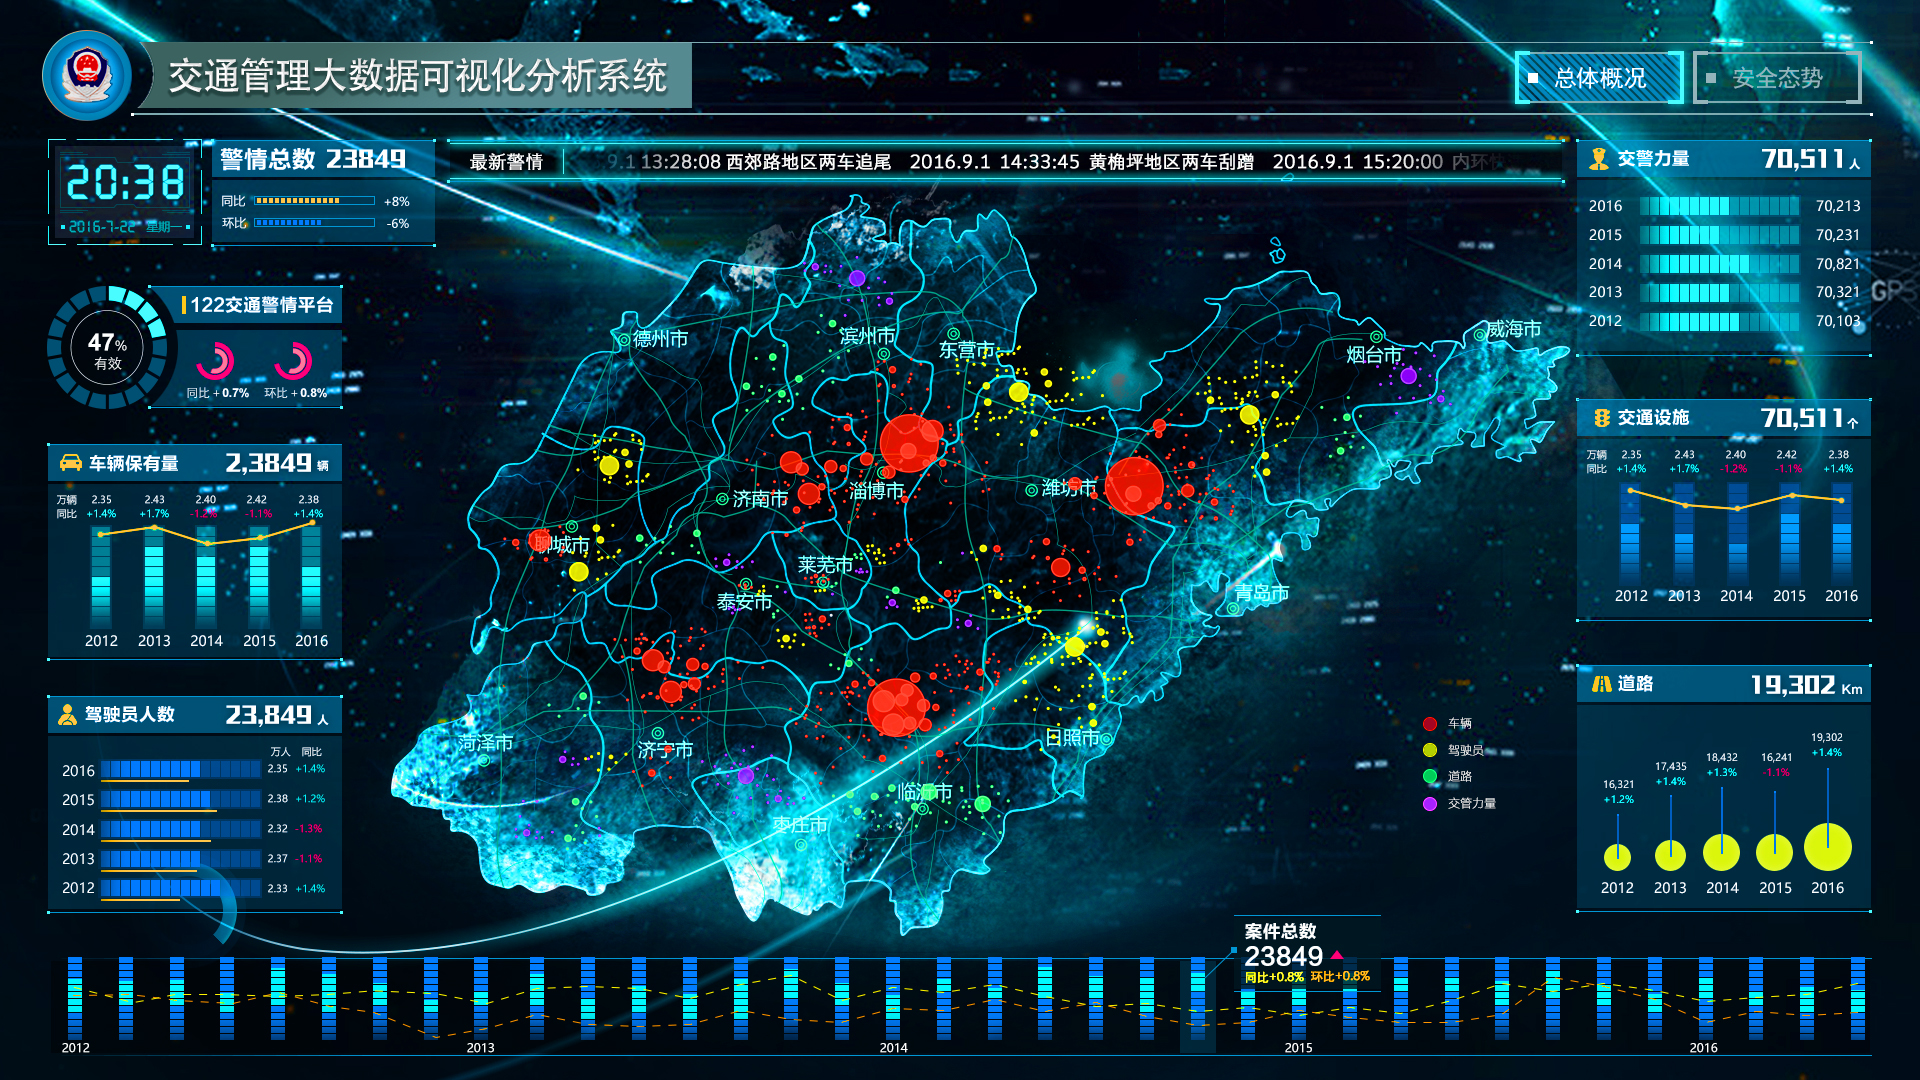 交通管理大数据可视化分析系统
总体概况
安全态势
20:38
2016-7-22 星期一
警情总数 23849
同比 +8%
环比 -6%
最新警情
9.1 13:28:08 西郊路地区两车追尾 2016.9.1 14:33:45 黄桷坪地区两车刮蹭 2016.9.1 15:20:00 内环快
47%
有效
122交通警情平台
同比 + 0.7% 环比 + 0.8%
车辆保有量 2,3849 辆
万辆 2.35 2.43 2.40 2.42 2.38
同比 +1.4% +1.7% -1.2% -1.1% +1.4%
2012 2013 2014 2015 2016
驾驶员人数 23,849 人
万人 同比
2016 2.35 +1.4%
2015 2.38 +1.2%
2014 2.32 -1.3%
2013 2.37 -1.1%
2012 2.33 +1.4%
德州市
滨州市
东营市
烟台市
威海市
济南市
淄博市
潍坊市
聊城市
莱芜市
泰安市
青岛市
菏泽市
济宁市
日照市
临沂市
枣庄市
车辆
驾驶员
道路
交管力量
交警力量 70,511 人
2016 70,213
2015 70,231
2014 70,821
2013 70,321
2012 70,103
GPS
交通设施 70,511 个
万辆 2.35 2.43 2.40 2.42 2.38
同比 +1.4% +1.7% -1.2% -1.1% +1.4%
2012 2013 2014 2015 2016
道路 19,302 Km
16,321 17,435 18,432 16,241 19,302
+1.2% +1.4% +1.3% -1.1% +1.4%
2012 2013 2014 2015 2016
案件总数
23849
同比+0.8% 环比+0.8%
2012 2013 2014 2015 2016